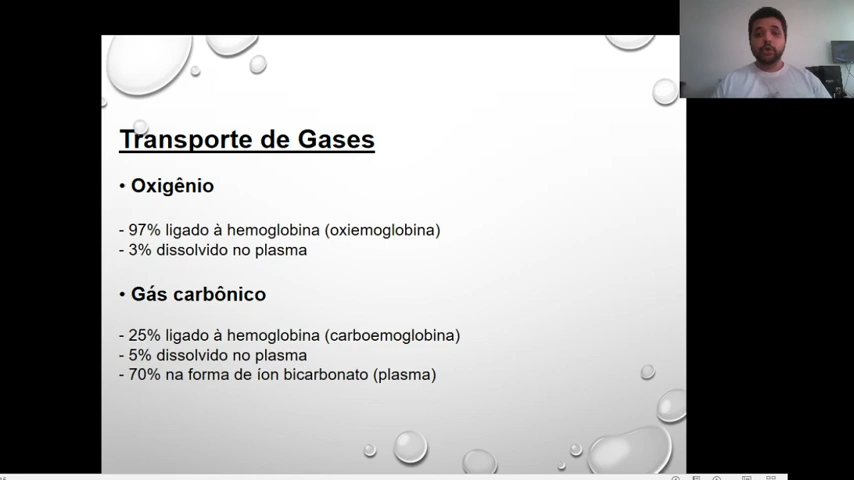 Transporte de Gases
• Oxigênio
- 97% ligado à hemoglobina (oxiemoglobina)
- 3% dissolvido no plasma
• Gás carbônico
- 25% ligado à hemoglobina (carboemoglobina)
- 5% dissolvido no plasma
- 70% na forma de íon bicarbonato (plasma)